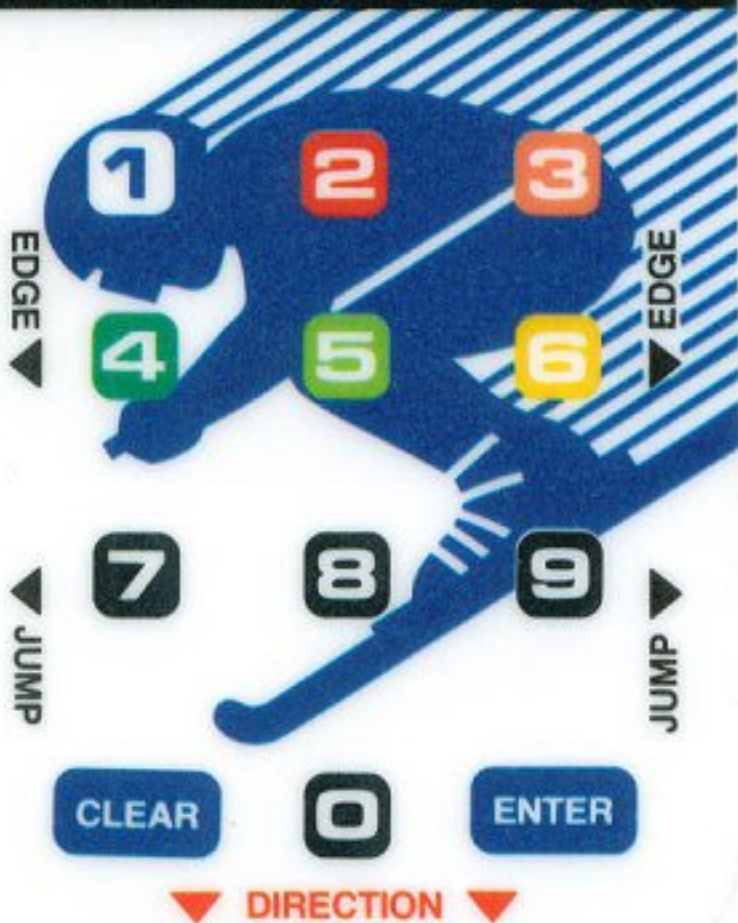 1 2 3
EDGE EDGE
4 5 6
7 8 9
JUMP JUMP
CLEAR 0 ENTER
DIRECTION